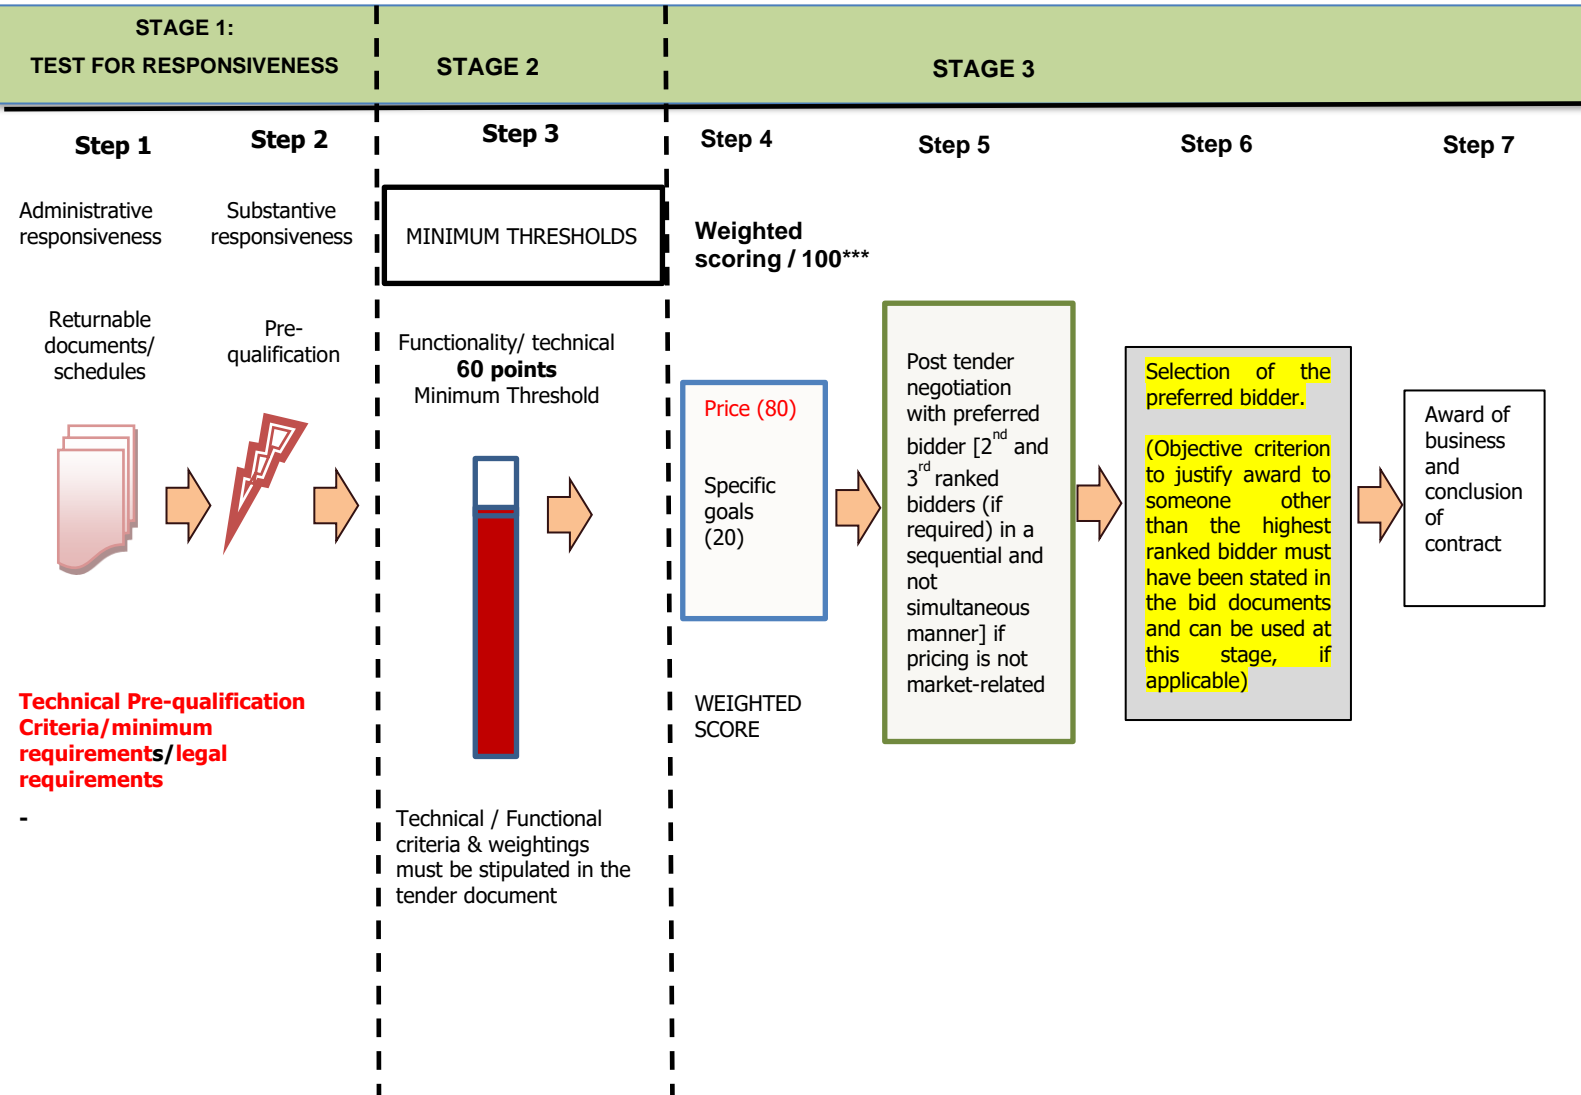 STAGE 1:
TEST FOR RESPONSIVENESS
STAGE 2
STAGE 3
Step 1
Step 2
Step 3
Step 4
Step 5
Step 6
Step 7
Administrative
responsiveness
Substantive
responsiveness
MINIMUM THRESHOLDS
Weighted
scoring / 100***
Returnable
documents/
schedules
Pre-
qualification
Functionality/ technical
60 points
Minimum Threshold
Price (80)
Specific
goals
(20)
Post tender
negotiation
with preferred
bidder [2nd and
3rd ranked
bidders (if
required) in a
sequential and
not
simultaneous
manner] if
pricing is not
market-related
Selection of the
preferred bidder.
(Objective criterion
to justify award to
someone other
than the highest
ranked bidder must
have been stated in
the bid documents
and can be used at
this stage, if
applicable)
Award of
business
and
conclusion
of
contract
Technical Pre-qualification
Criteria/minimum
requirements/legal
requirements
-
WEIGHTED
SCORE
Technical / Functional
criteria & weightings
must be stipulated in the
tender document